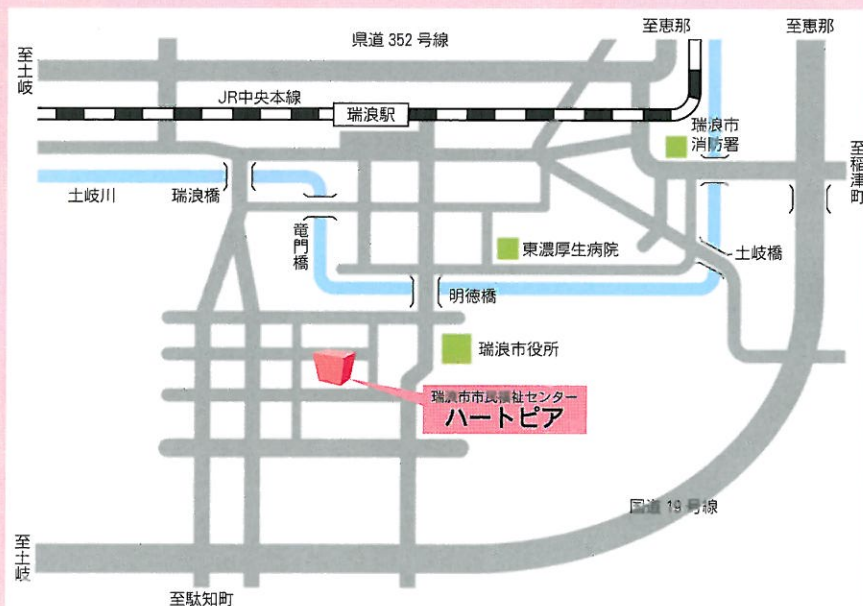 県道 352 号線
至恵那
至恵那
至土岐
JR中央本線
瑞浪駅
瑞浪市
消防署
至稲津町
土岐川
瑞浪橋
竜門橋
東濃厚生病院
土岐橋
明徳橋
瑞浪市役所
瑞浪市市民福祉センター
ハートピア
国道 19 号線
至土岐
至駄知町